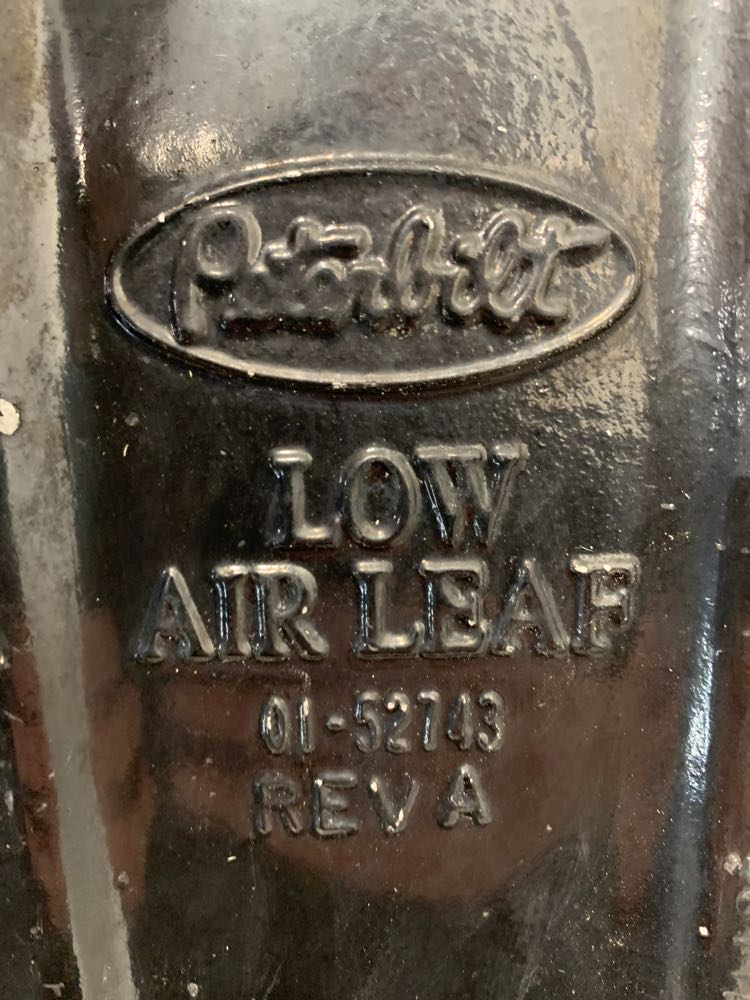 Peterbilt
LOW
AIR LEAF
01-52743
REV A